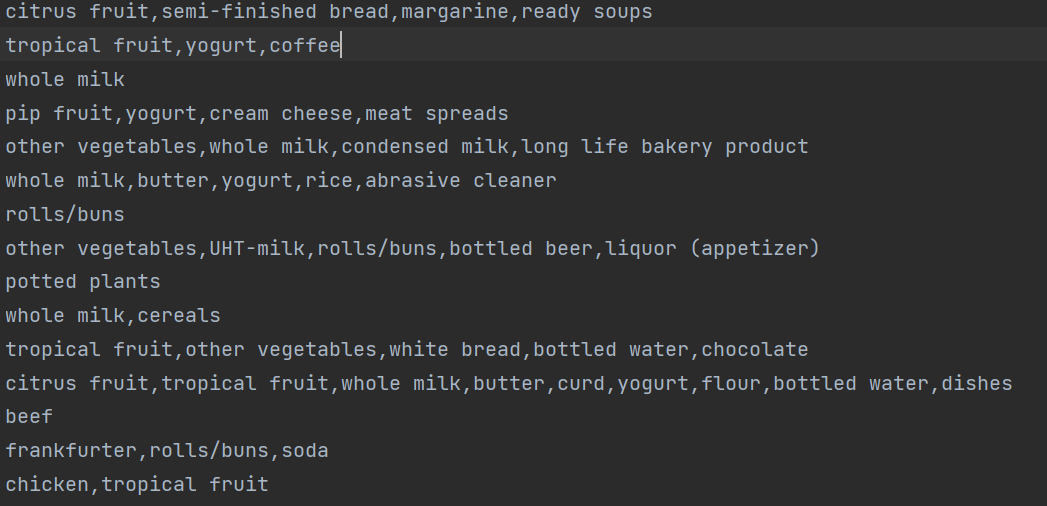 citrus fruit,semi-finished bread,margarine,ready soups
tropical fruit,yogurt,coffee
whole milk
pip fruit,yogurt,cream cheese,meat spreads
other vegetables,whole milk,condensed milk,long life bakery product
whole milk,butter,yogurt,rice,abrasive cleaner
rolls/buns
other vegetables,UHT-milk,rolls/buns,bottled beer,liquor (appetizer)
potted plants
whole milk,cereals
tropical fruit,other vegetables,white bread,bottled water,chocolate
citrus fruit,tropical fruit,whole milk,butter,curd,yogurt,flour,bottled water,dishes
beef
frankfurter,rolls/buns,soda
chicken,tropical fruit